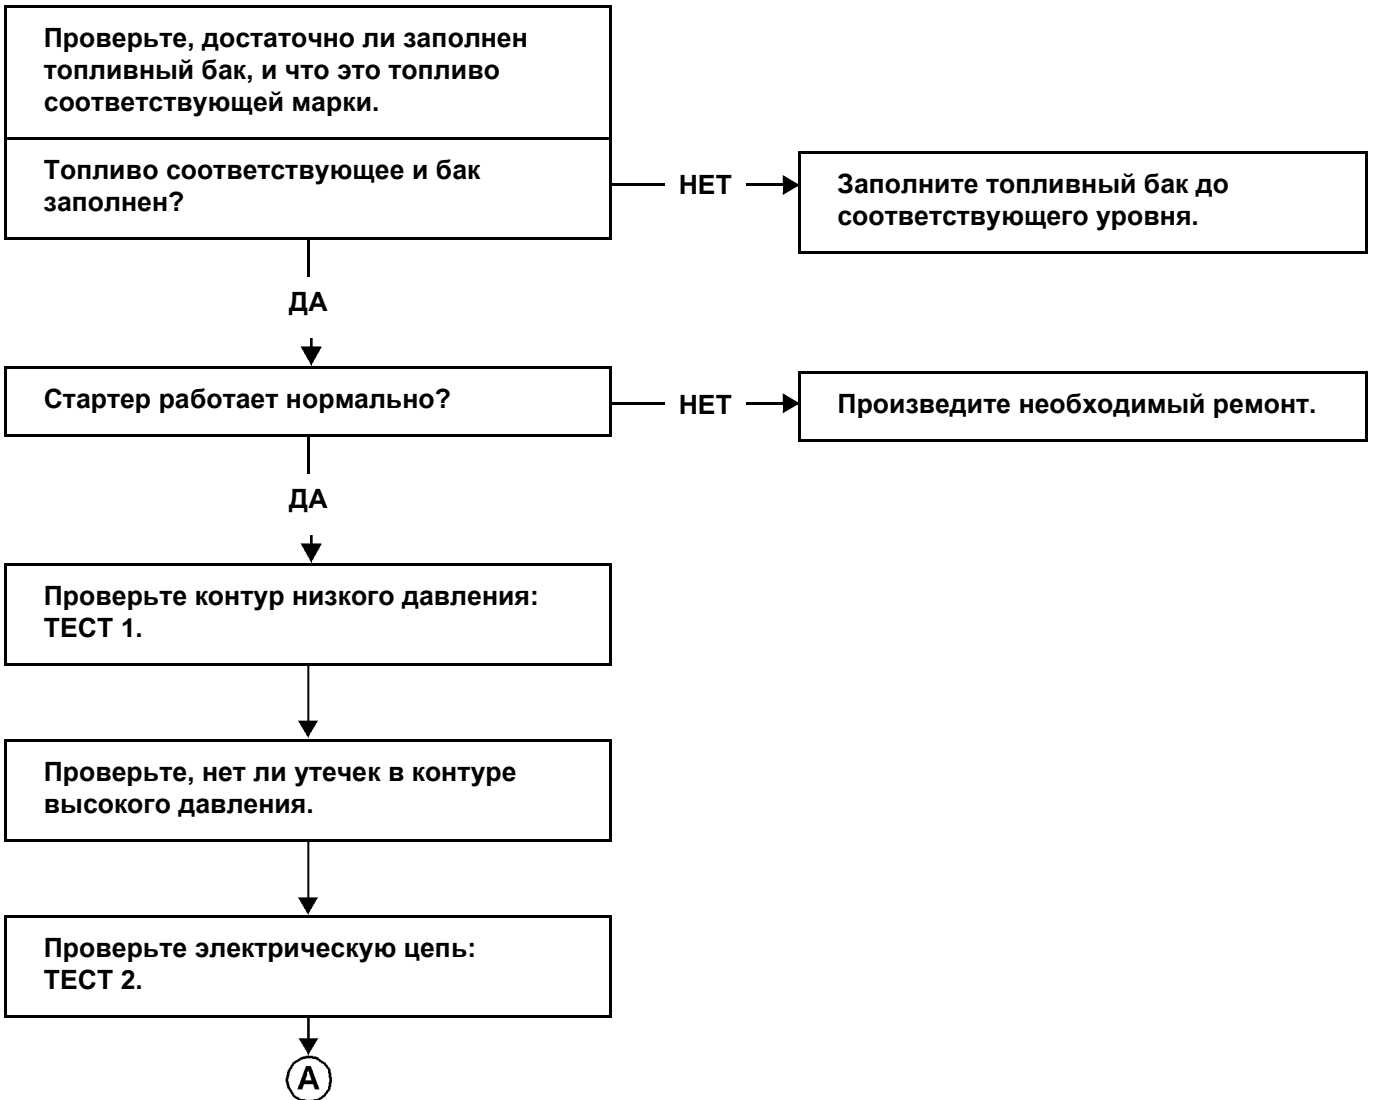 Проверьте, достаточно ли заполнен
топливный бак, и что это топливо
соответствующей марки.
Топливо соответствующее и бак
заполнен?
НЕТ
Заполните топливный бак до
соответствующего уровня.
ДА
Стартер работает нормально?
НЕТ
Произведите необходимый ремонт.
ДА
Проверьте контур низкого давления:
ТЕСТ 1.
Проверьте, нет ли утечек в контуре
высокого давления.
Проверьте электрическую цепь:
ТЕСТ 2.
А